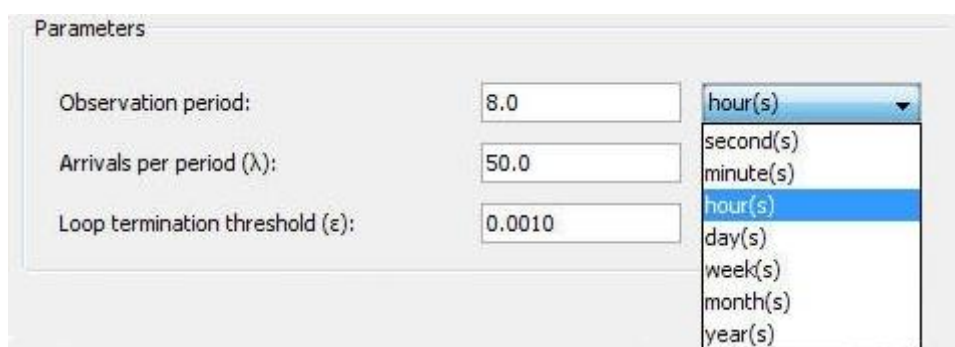 Parameters
Observation period: 8.0 hour(s)
second(s)
Arrivals per period (λ): 50.0
minute(s)
hour(s)
Loop termination threshold (ε): 0.0010
day(s)
week(s)
month(s)
year(s)